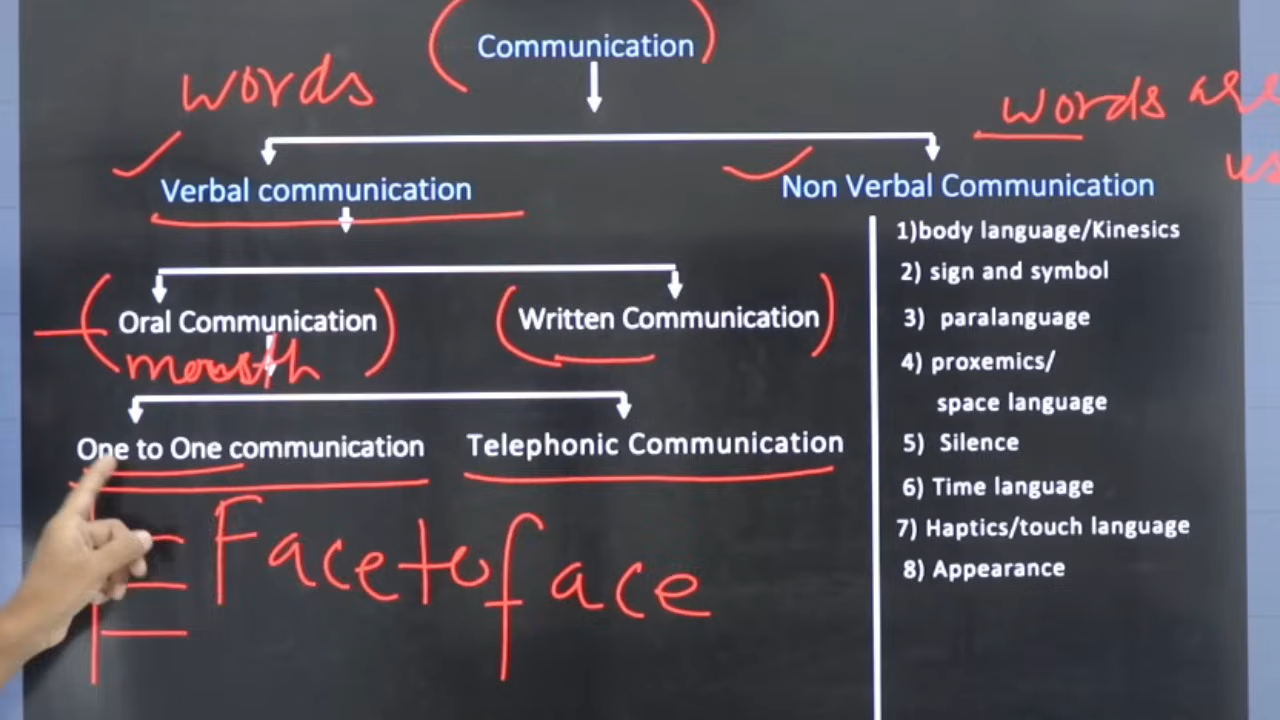 Communication
words
words are
us
Verbal communication
Non Verbal Communication
Oral Communication
Written Communication
mouth
One to One communication
Telephonic Communication
Face to face
1)body language/Kinesics
2) sign and symbol
3) paralanguage
4) proxemics/
space language
5) Silence
6) Time language
7) Haptics/touch language
8) Appearance